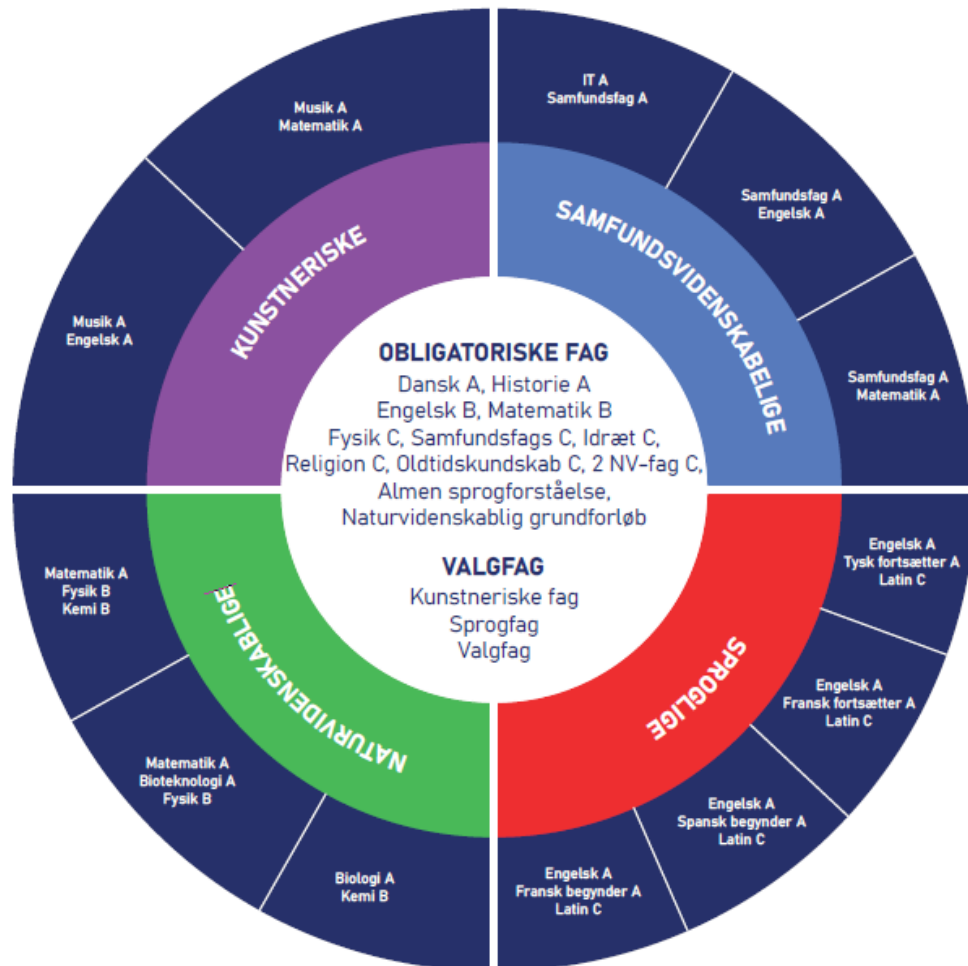 Musik A
Matematik A
Musik A
Engelsk A
KUNSTNERISKE
IT A
Samfundsfag A
Samfundsfag A
Engelsk A
Samfundsfag A
Matematik A
SAMFUNDSVIDENSKABELIGE
OBLIGATORISKE FAG
Dansk A, Historie A
Engelsk B, Matematik B
Fysik C, Samfundsfags C, Idræt C,
Religion C, Oldtidskundskab C, 2 NV-fag C,
Almen sprogforståelse,
Naturvidenskablig grundforløb
VALGFAG
Kunstneriske fag
Sprogfag
Valgfag
Matematik A
Fysik B
Kemi B
Matematik A
Bioteknologi A
Fysik B
Biologi A
Kemi B
NATURVIDENSKABLIGE
Engelsk A
Tysk fortsætter A
Latin C
Engelsk A
Fransk fortsætter A
Latin C
Engelsk A
Spansk begynder A
Latin C
Engelsk A
Fransk begynder A
Latin C
SPROGLIGE